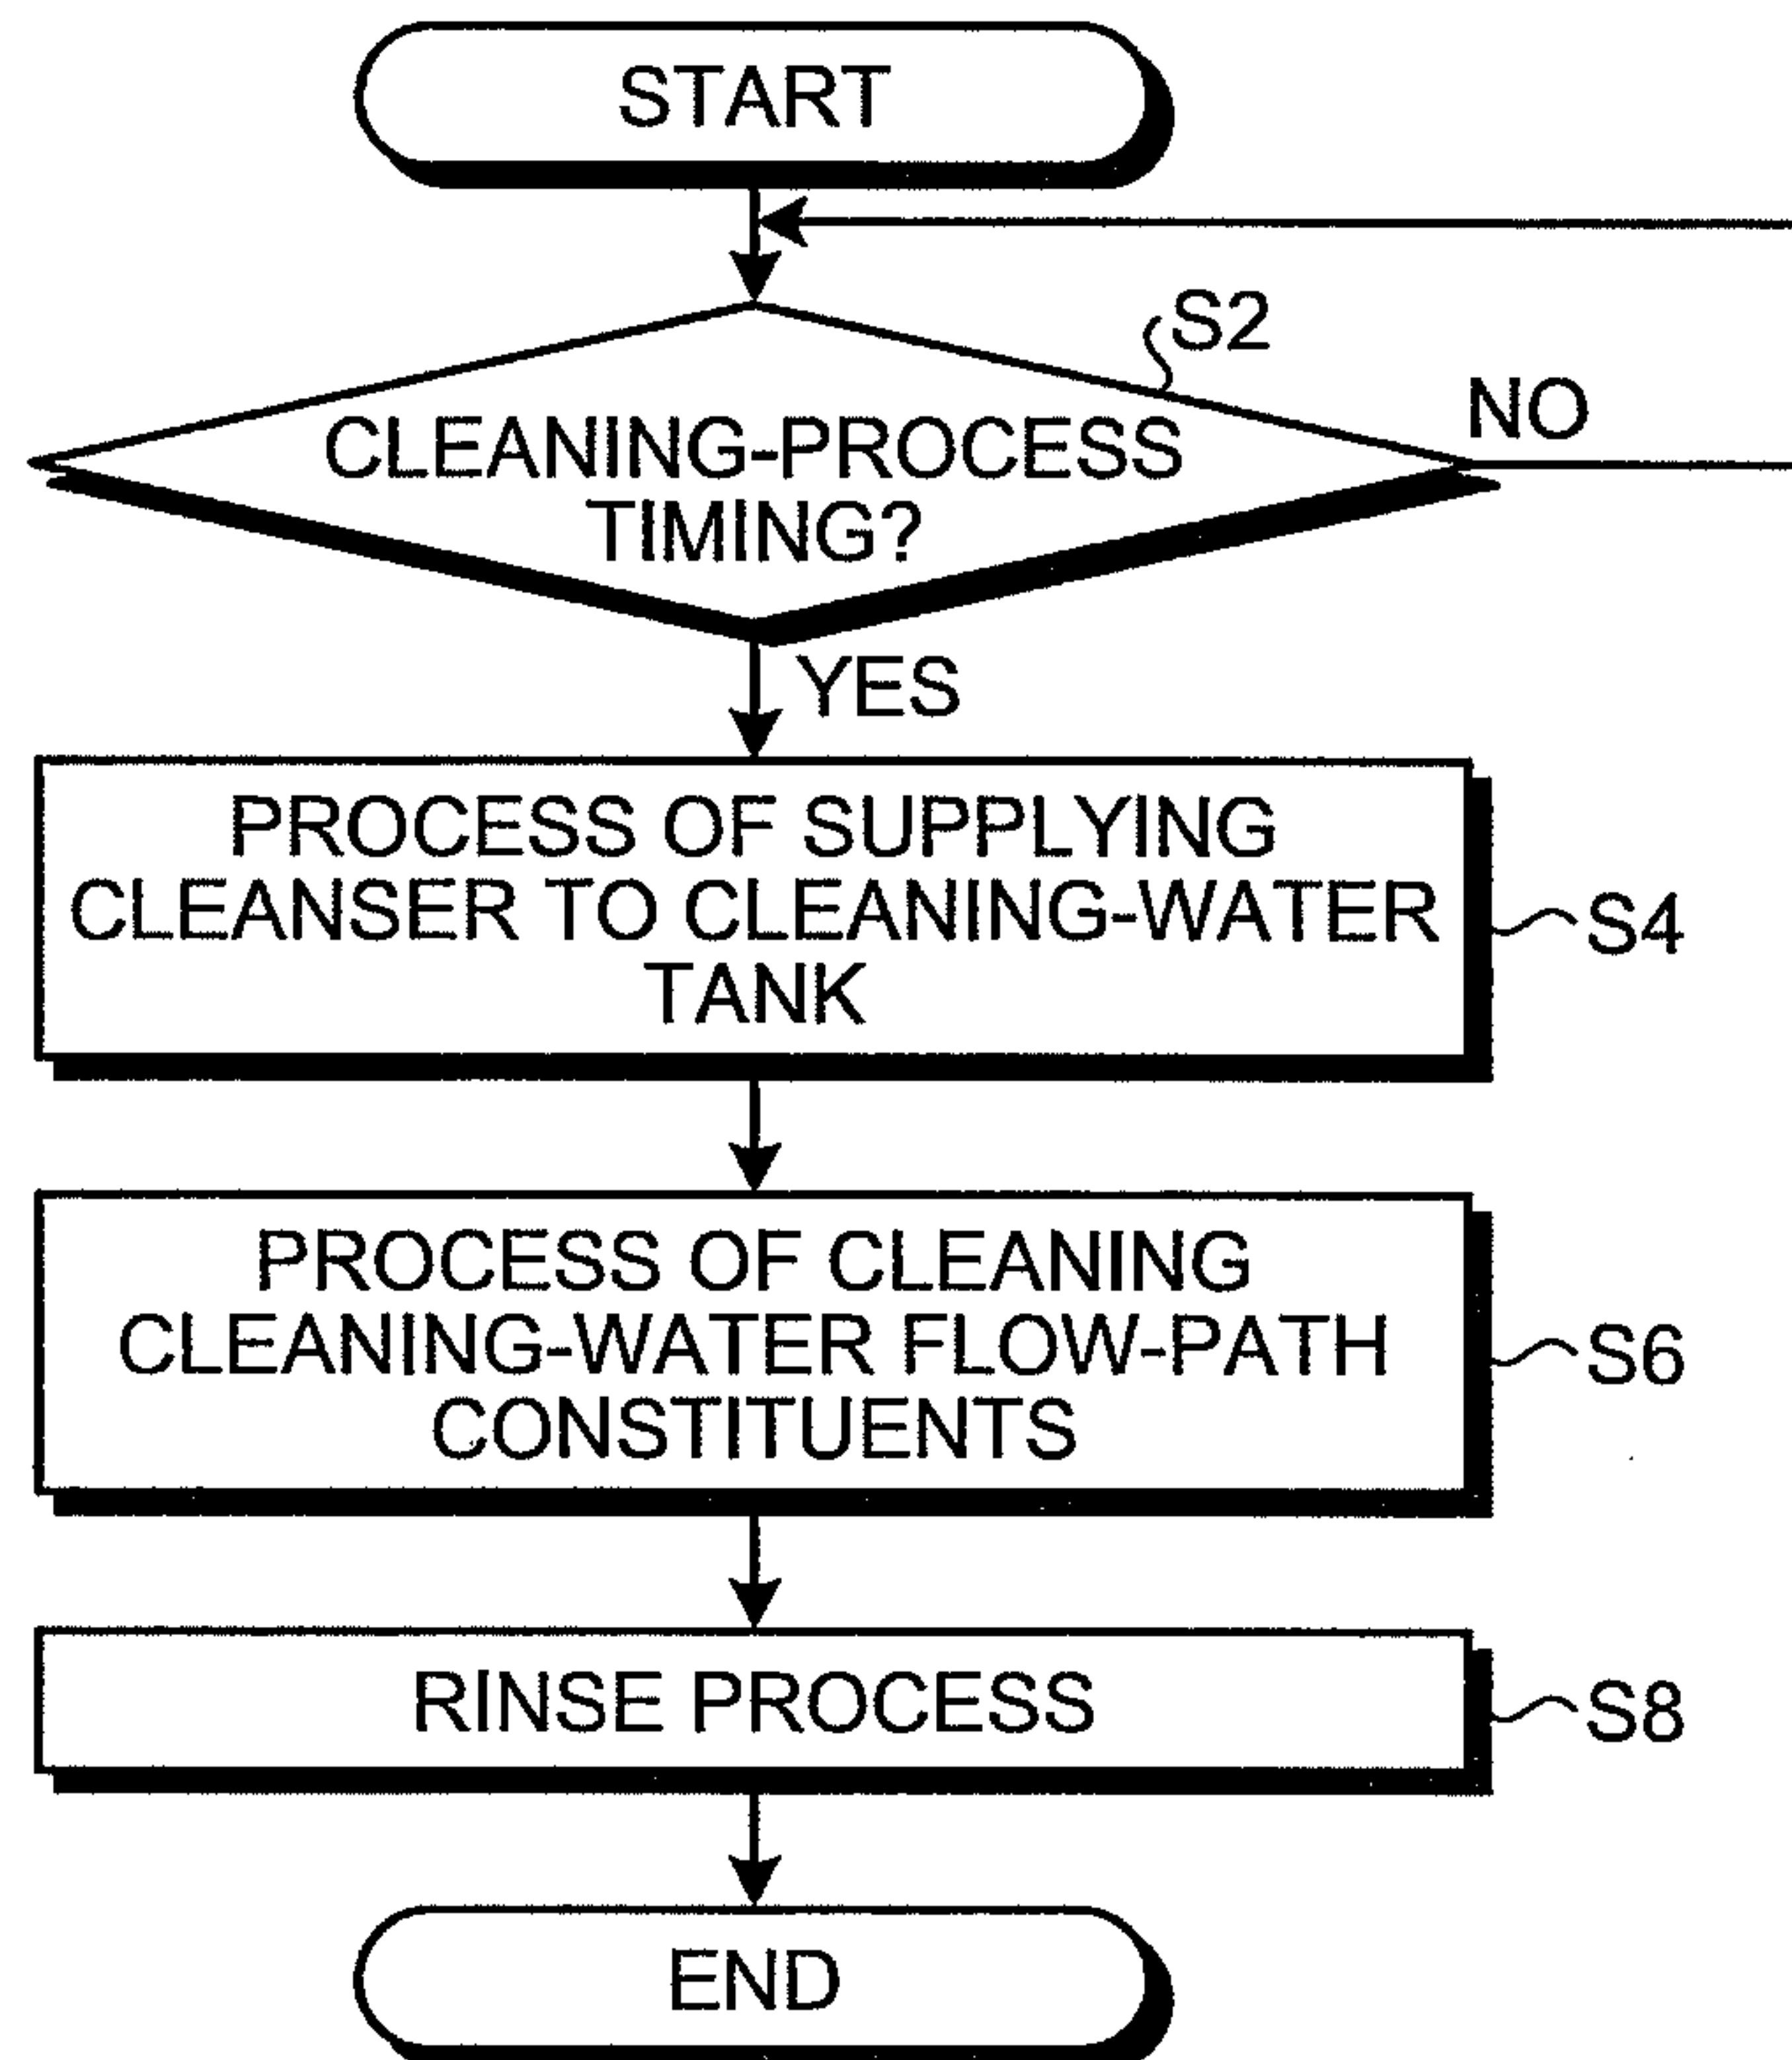 START
S2
NO
CLEANING-PROCESS
TIMING?
YES
PROCESS OF SUPPLYING
CLEANSER TO CLEANING-WATER
TANK
S4
PROCESS OF CLEANING
CLEANING-WATER FLOW-PATH
CONSTITUENTS
S6
RINSE PROCESS
S8
END